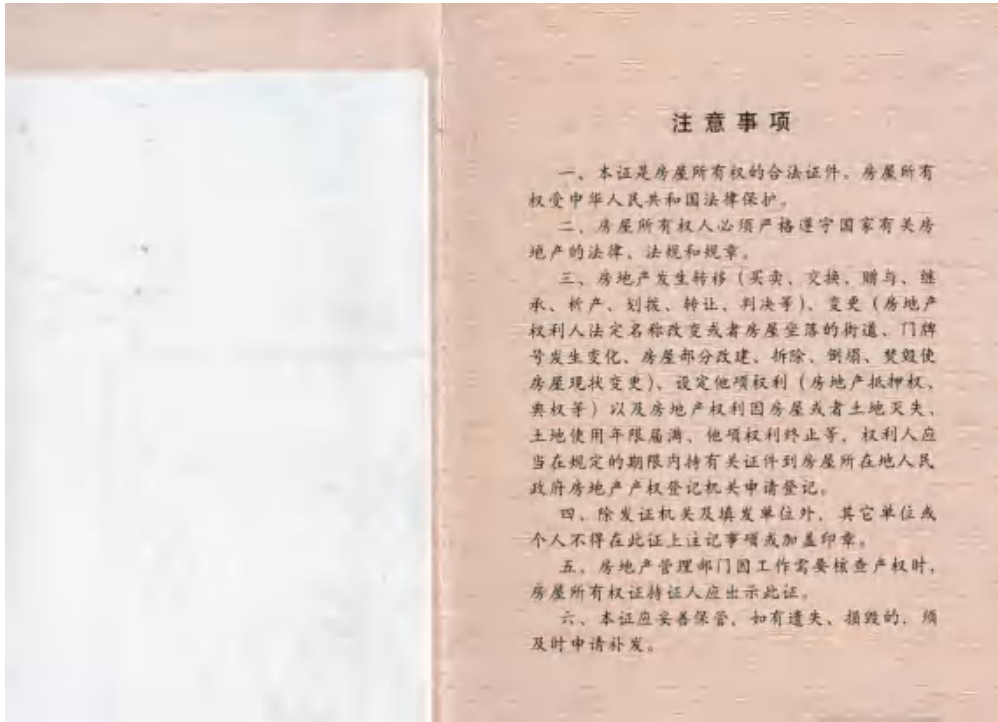 注意事项
一、本证是房屋所有权的合法证件。房屋所有
权受中华人民共和国法律保护。
二、房屋所有权人必须严格遵守国家有关房
地产的法律、法规和规章。
三、房地产发生转移（买卖、交换、赠与、继
承、析产、划拨、转让、判决等）、变更（房地产
权利人法定名称改变或者房屋坐落的街道、门牌
号发生变化、房屋部分改建、拆除、倒塌、焚毁使
房屋现状变更）、设定他项权利（房地产抵押权、
典权等）以及房地产权利因房屋或者土地灭失、
土地使用年限届满、他项权利终止等，权利人应
当在规定的期限内持有关证件到房屋所在地人民
政府房地产产权登记机关申请登记。
四、除发证机关及填发单位外，其它单位或
个人不得在此证上注记事项或加盖印章。
五、房地产管理部门因工作需要核查产权时，
房屋所有权证持证人应出示此证。
六、本证应妥善保管，如有遗失、损毁的，须
及时申请补发。